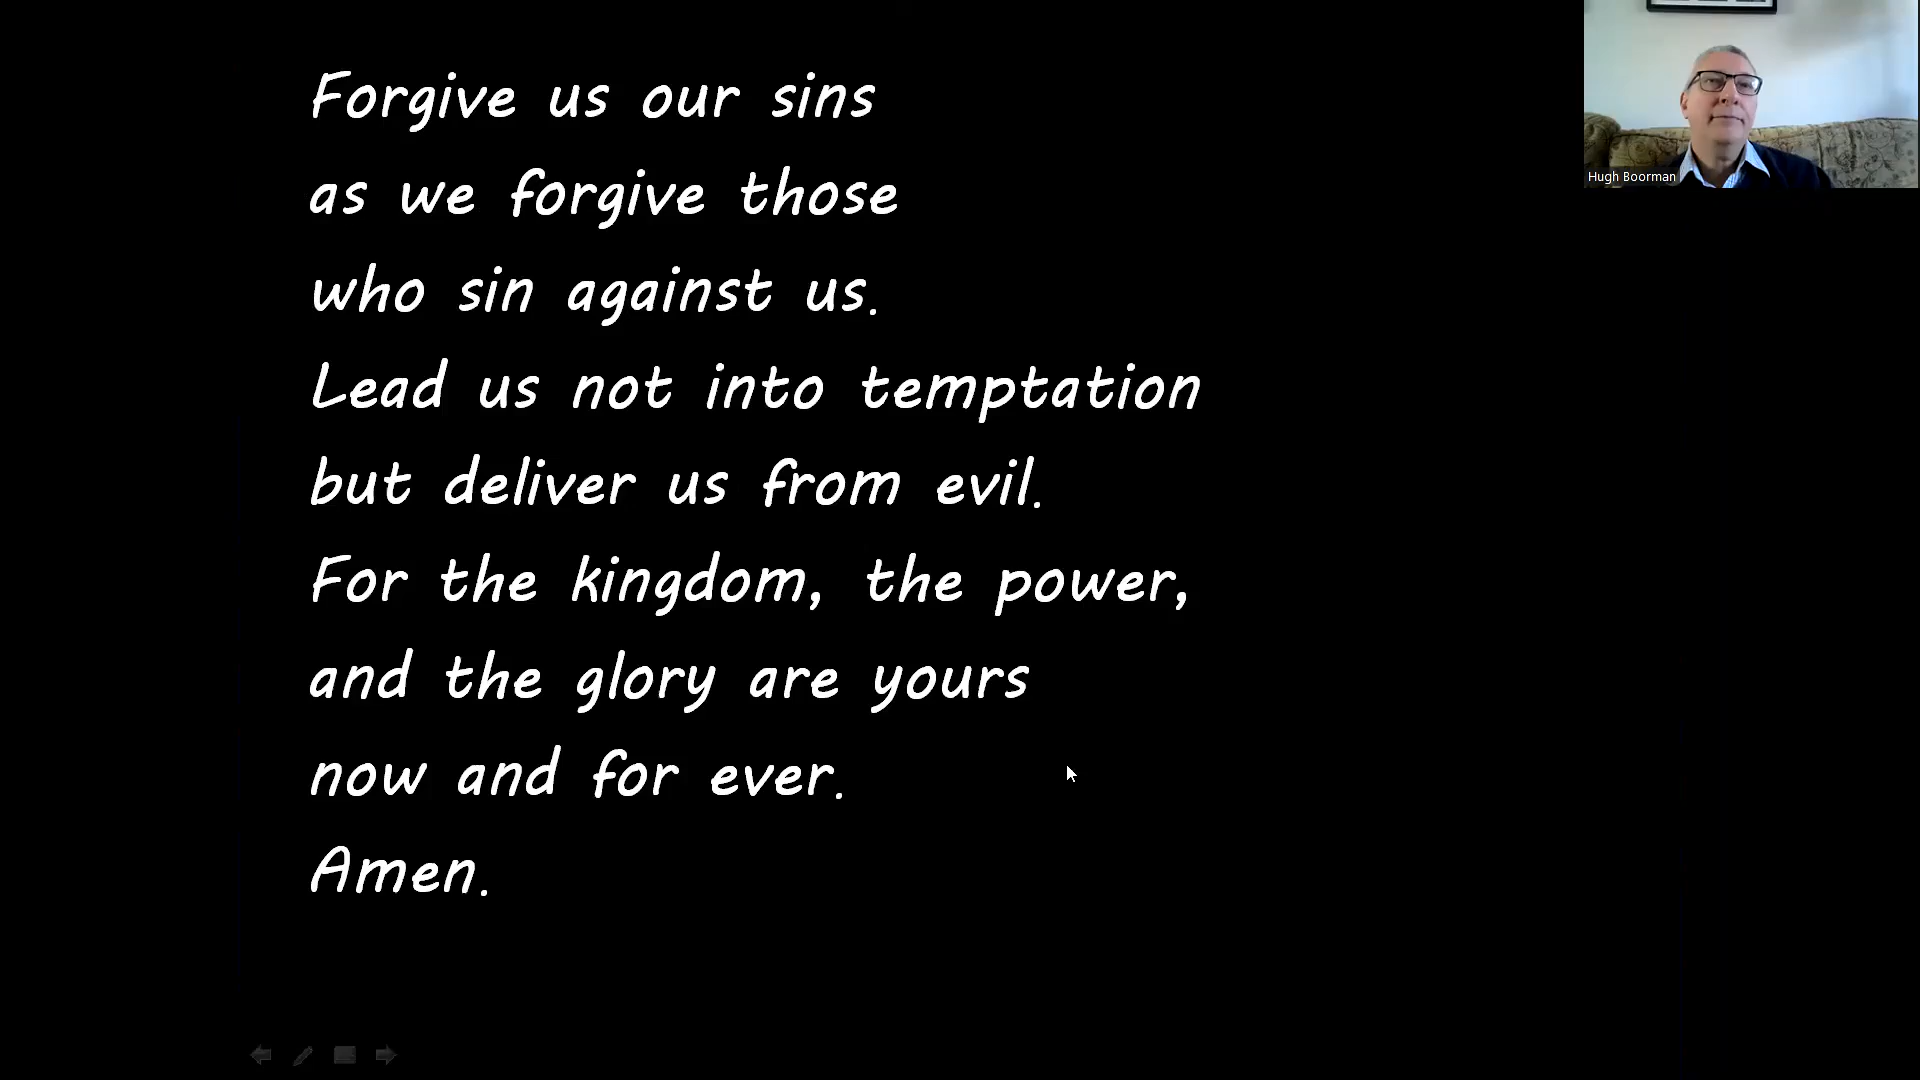 Forgive us our sins
as we forgive those
who sin against us.
Lead us not into temptation
but deliver us from evil.
For the kingdom, the power,
and the glory are yours
now and for ever.
Amen.
Hugh Boorman